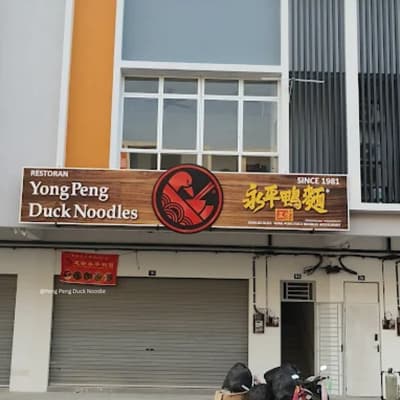 RESTORAN
Yong Peng
Duck Noodles
SINCE 1981
永平鴨麵
@Yong Peng Duck Noodle